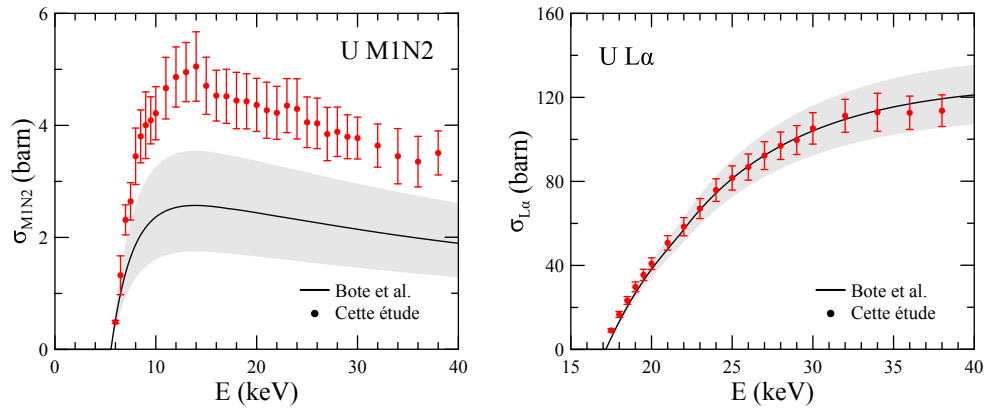 6
4
2
0
σM1N2 (barn)
U M1N2
Bote et al.
Cette étude
0 10 20 30 40
E (keV)
160
120
80
40
0
σLα (barn)
U Lα
Bote et al.
Cette étude
15 20 25 30 35 40
E (keV)